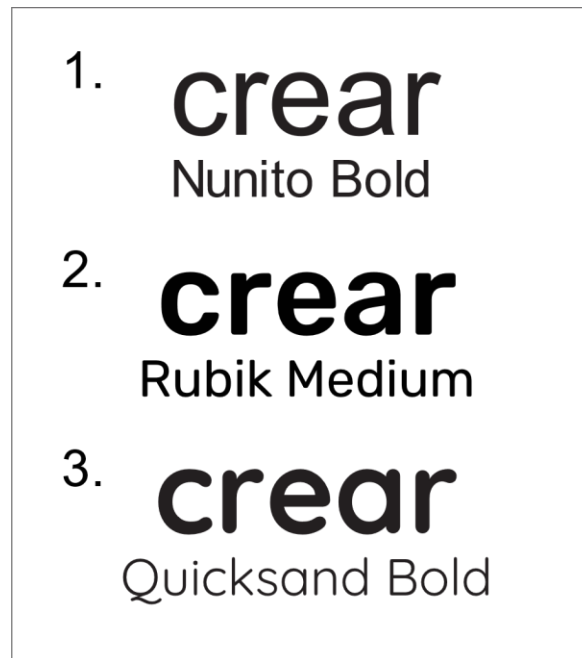 1. crear
Nunito Bold
2. crear
Rubik Medium
3. crear
Quicksand Bold